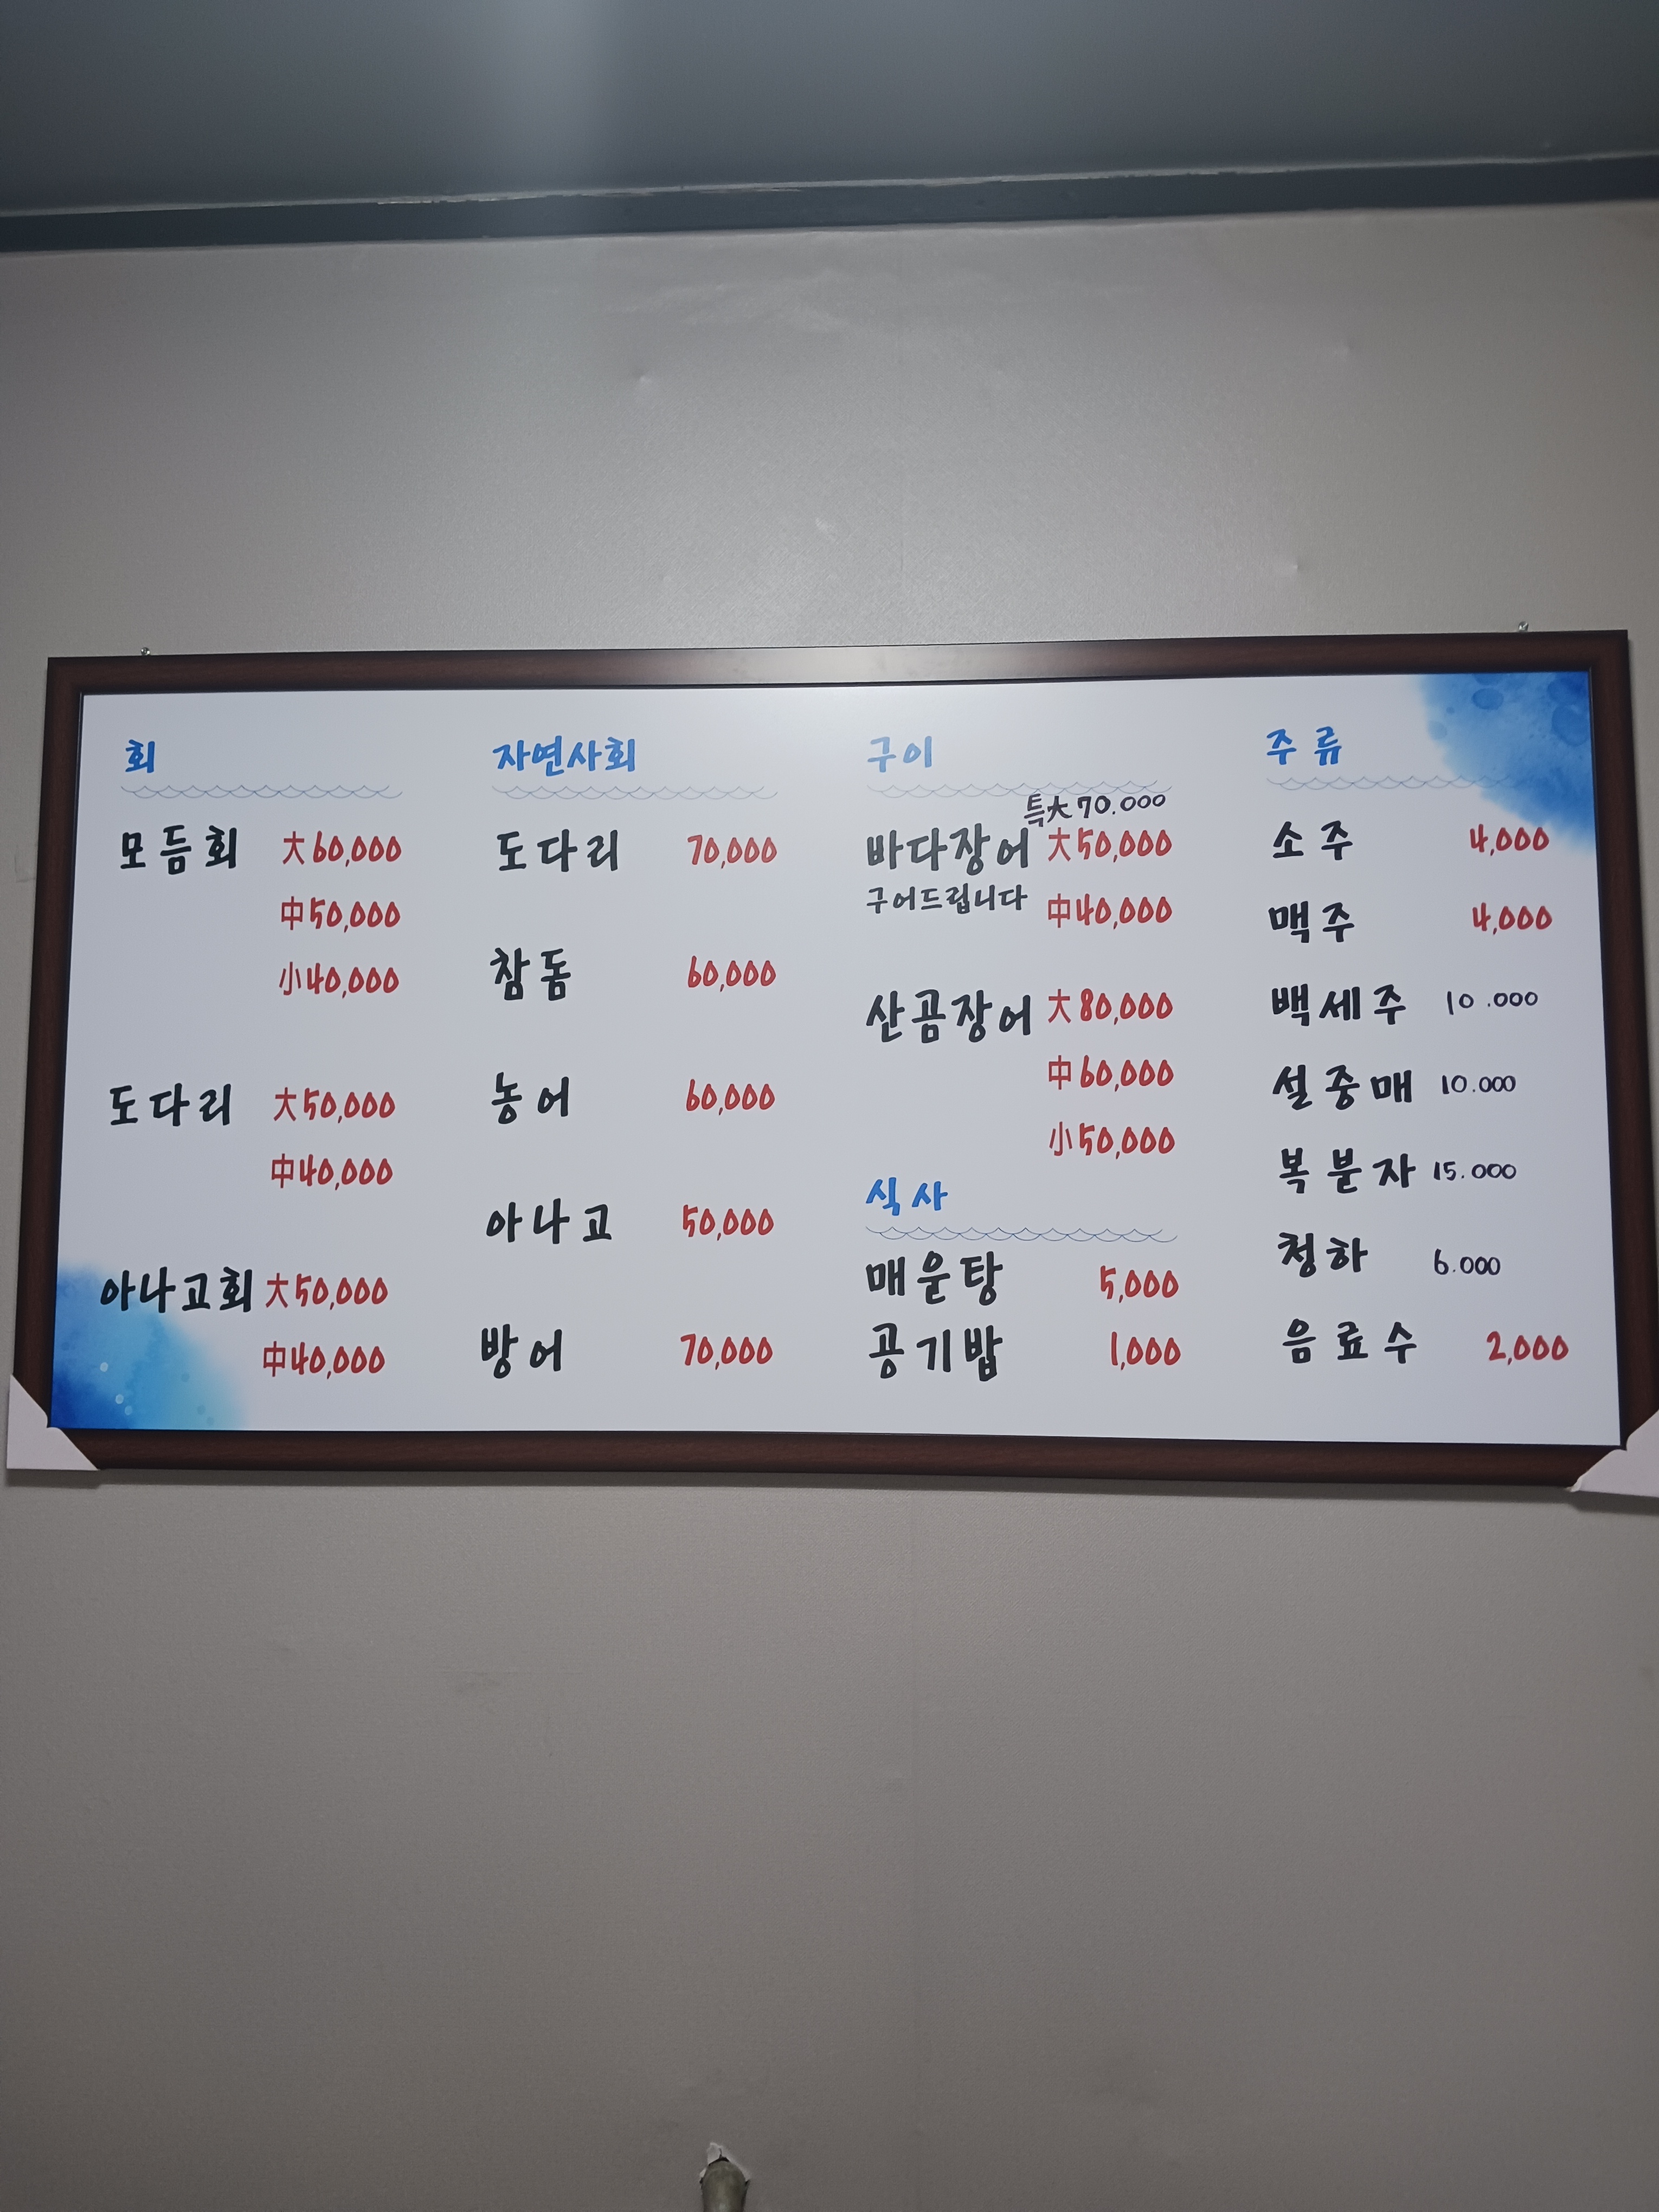 회
모듬회 大60,000
中50,000
小40,000
도다리 大50,000
中40,000
아나고회 大50,000
中40,000
자연사회
도다리 70,000
참돔 60,000
농어 60,000
아나고 50,000
방어 70,000
구이
특大 70.000
바다장어 大50,000
구어드립니다 中40,000
산곰장어 大80,000
中60,000
小50,000
식사
매운탕 5,000
공기밥 1,000
주류
소주 4,000
맥주 4,000
백세주 10.000
설중매 10.000
복분자 15.000
청하 6.000
음료수 2,000